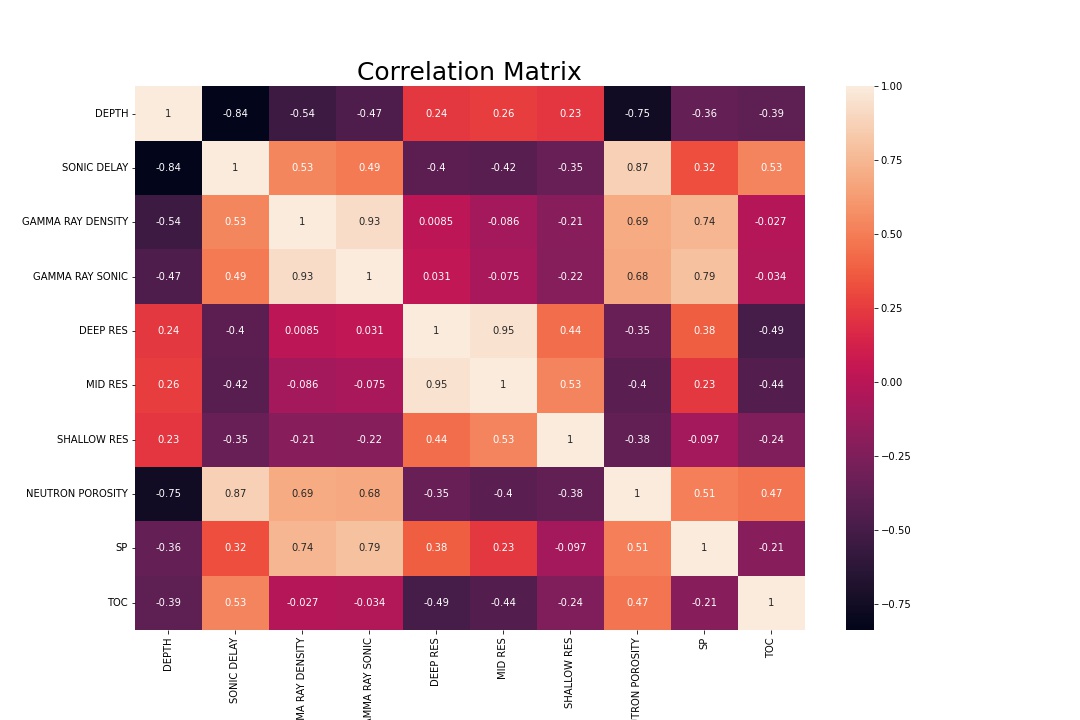 Correlation Matrix
DEPTH 1 -0.84 -0.54 -0.47 0.24 0.26 0.23 -0.75 -0.36 -0.39
SONIC DELAY -0.84 1 0.53 0.49 -0.4 -0.42 -0.35 0.87 0.32 0.53
GAMMA RAY DENSITY -0.54 0.53 1 0.93 0.0085 -0.086 -0.21 0.69 0.74 -0.027
GAMMA RAY SONIC -0.47 0.49 0.93 1 0.031 -0.075 -0.22 0.68 0.79 -0.034
DEEP RES 0.24 -0.4 0.0085 0.031 1 0.95 0.44 -0.35 0.38 -0.49
MID RES 0.26 -0.42 -0.086 -0.075 0.95 1 0.53 -0.4 0.23 -0.44
SHALLOW RES 0.23 -0.35 -0.21 -0.22 0.44 0.53 1 -0.38 -0.097 -0.24
NEUTRON POROSITY -0.75 0.87 0.69 0.68 -0.35 -0.4 -0.38 1 0.51 0.47
SP -0.36 0.32 0.74 0.79 0.38 0.23 -0.097 0.51 1 -0.21
TOC -0.39 0.53 -0.027 -0.034 -0.49 -0.44 -0.24 0.47 -0.21 1
DEPTH
SONIC DELAY
MA RAY DENSITY
MMA RAY SONIC
DEEP RES
MID RES
SHALLOW RES
TRON POROSITY
SP
TOC
1.00
0.75
0.50
0.25
0.00
−0.25
−0.50
−0.75